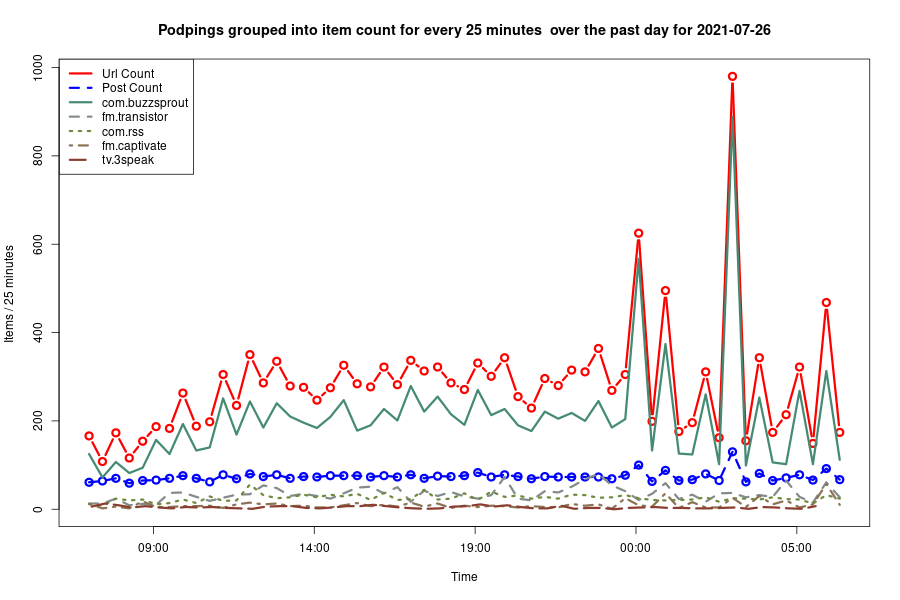 Podpings grouped into item count for every 25 minutes  over the past day for 2021-07-26
Url Count
Post Count
com.buzzsprout
fm.transistor
com.rss
fm.captivate
tv.3speak
Items / 25 minutes
1000
800
600
400
200
0
09:00 14:00 19:00 00:00 05:00
Time